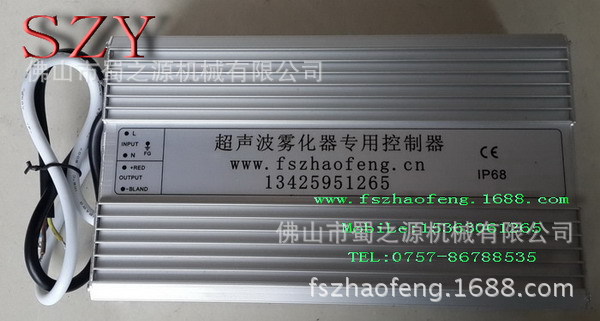 SZY
佛山市蜀之源机械有限公司
L
INPUT
FG
N
+RED
OUTPUT
-BLAND
超声波雾化器专用控制器
www.fszhaofeng.cn
13425951265
CE
IP68
www.fszhaofeng.1688.com
Mobile:15363061265
佛山市蜀之源机械有限公司
TEL:0757-86788535
fszhaofeng.1688.com